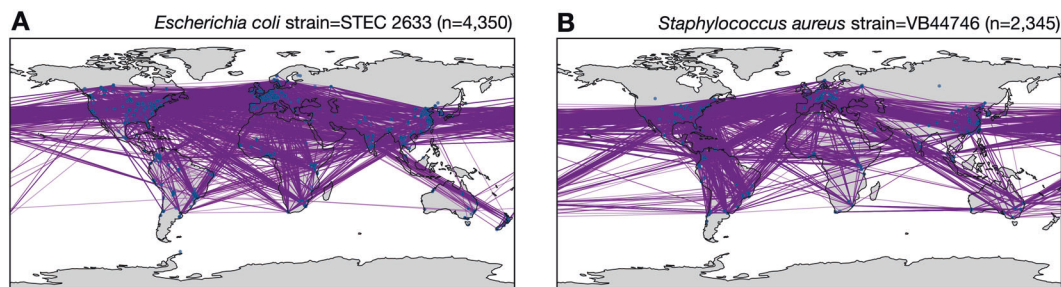 A
Escherichia coli strain=STEC 2633 (n=4,350)
B
Staphylococcus aureus strain=VB44746 (n=2,345)